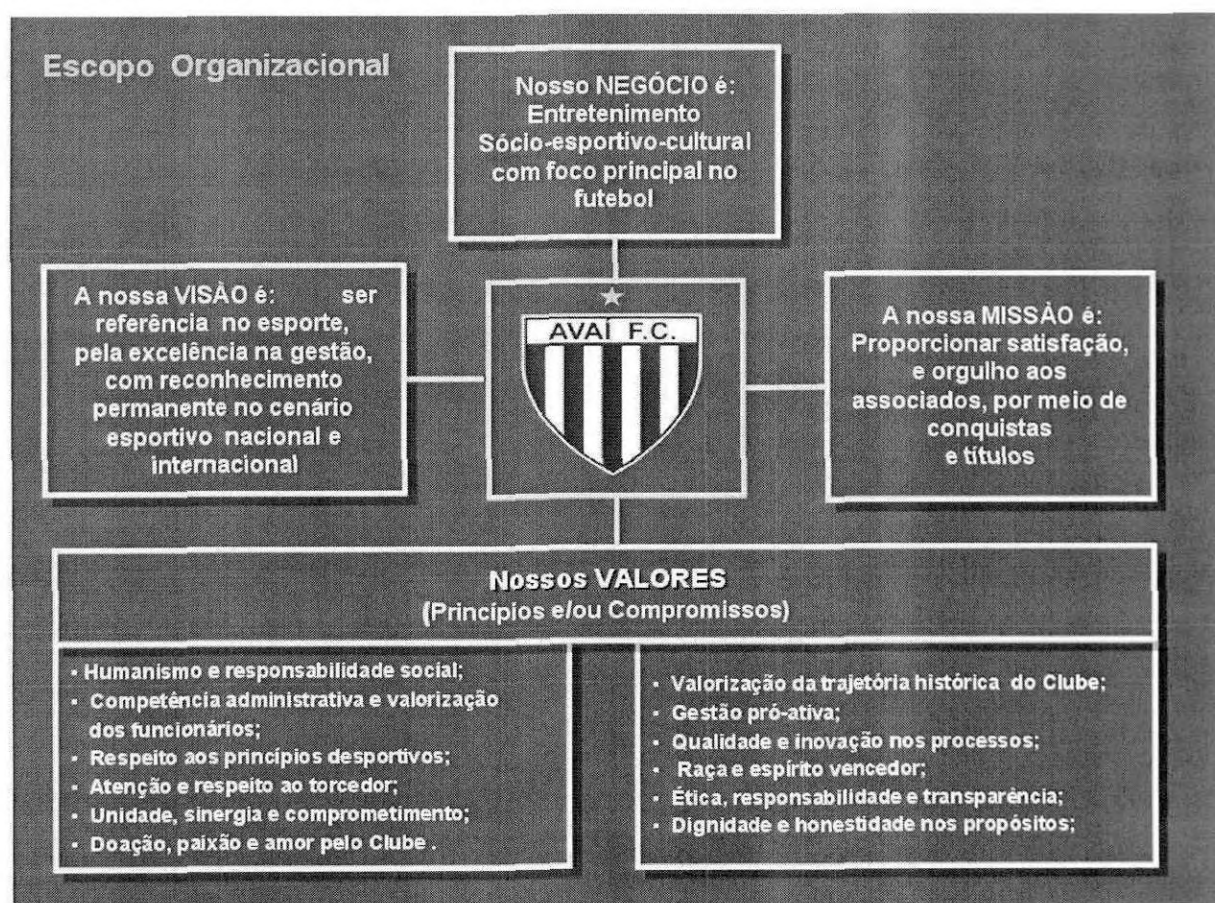 Escopo Organizacional
Nosso NEGÓCIO é:
Entretenimento
Sócio-esportivo-cultural
com foco principal no
futebol
A nossa VISÃO é: ser
referência no esporte,
pela excelência na gestão,
com reconhecimento
permanente no cenário
esportivo nacional e
internacional
AVAÍ F.C.
A nossa MISSÃO é:
Proporcionar satisfação,
e orgulho aos
associados, por meio de
conquistas
e títulos
Nossos VALORES
(Princípios e/ou Compromissos)
- Humanismo e responsabilidade social;
- Competência administrativa e valorização
dos funcionários;
- Respeito aos princípios desportivos;
- Atenção e respeito ao torcedor;
- Unidade, sinergia e comprometimento;
- Doação, paixão e amor pelo Clube .
- Valorização da trajetória histórica do Clube;
- Gestão pró-ativa;
- Qualidade e inovação nos processos;
- Raça e espírito vencedor;
- Ética, responsabilidade e transparência;
- Dignidade e honestidade nos propósitos;